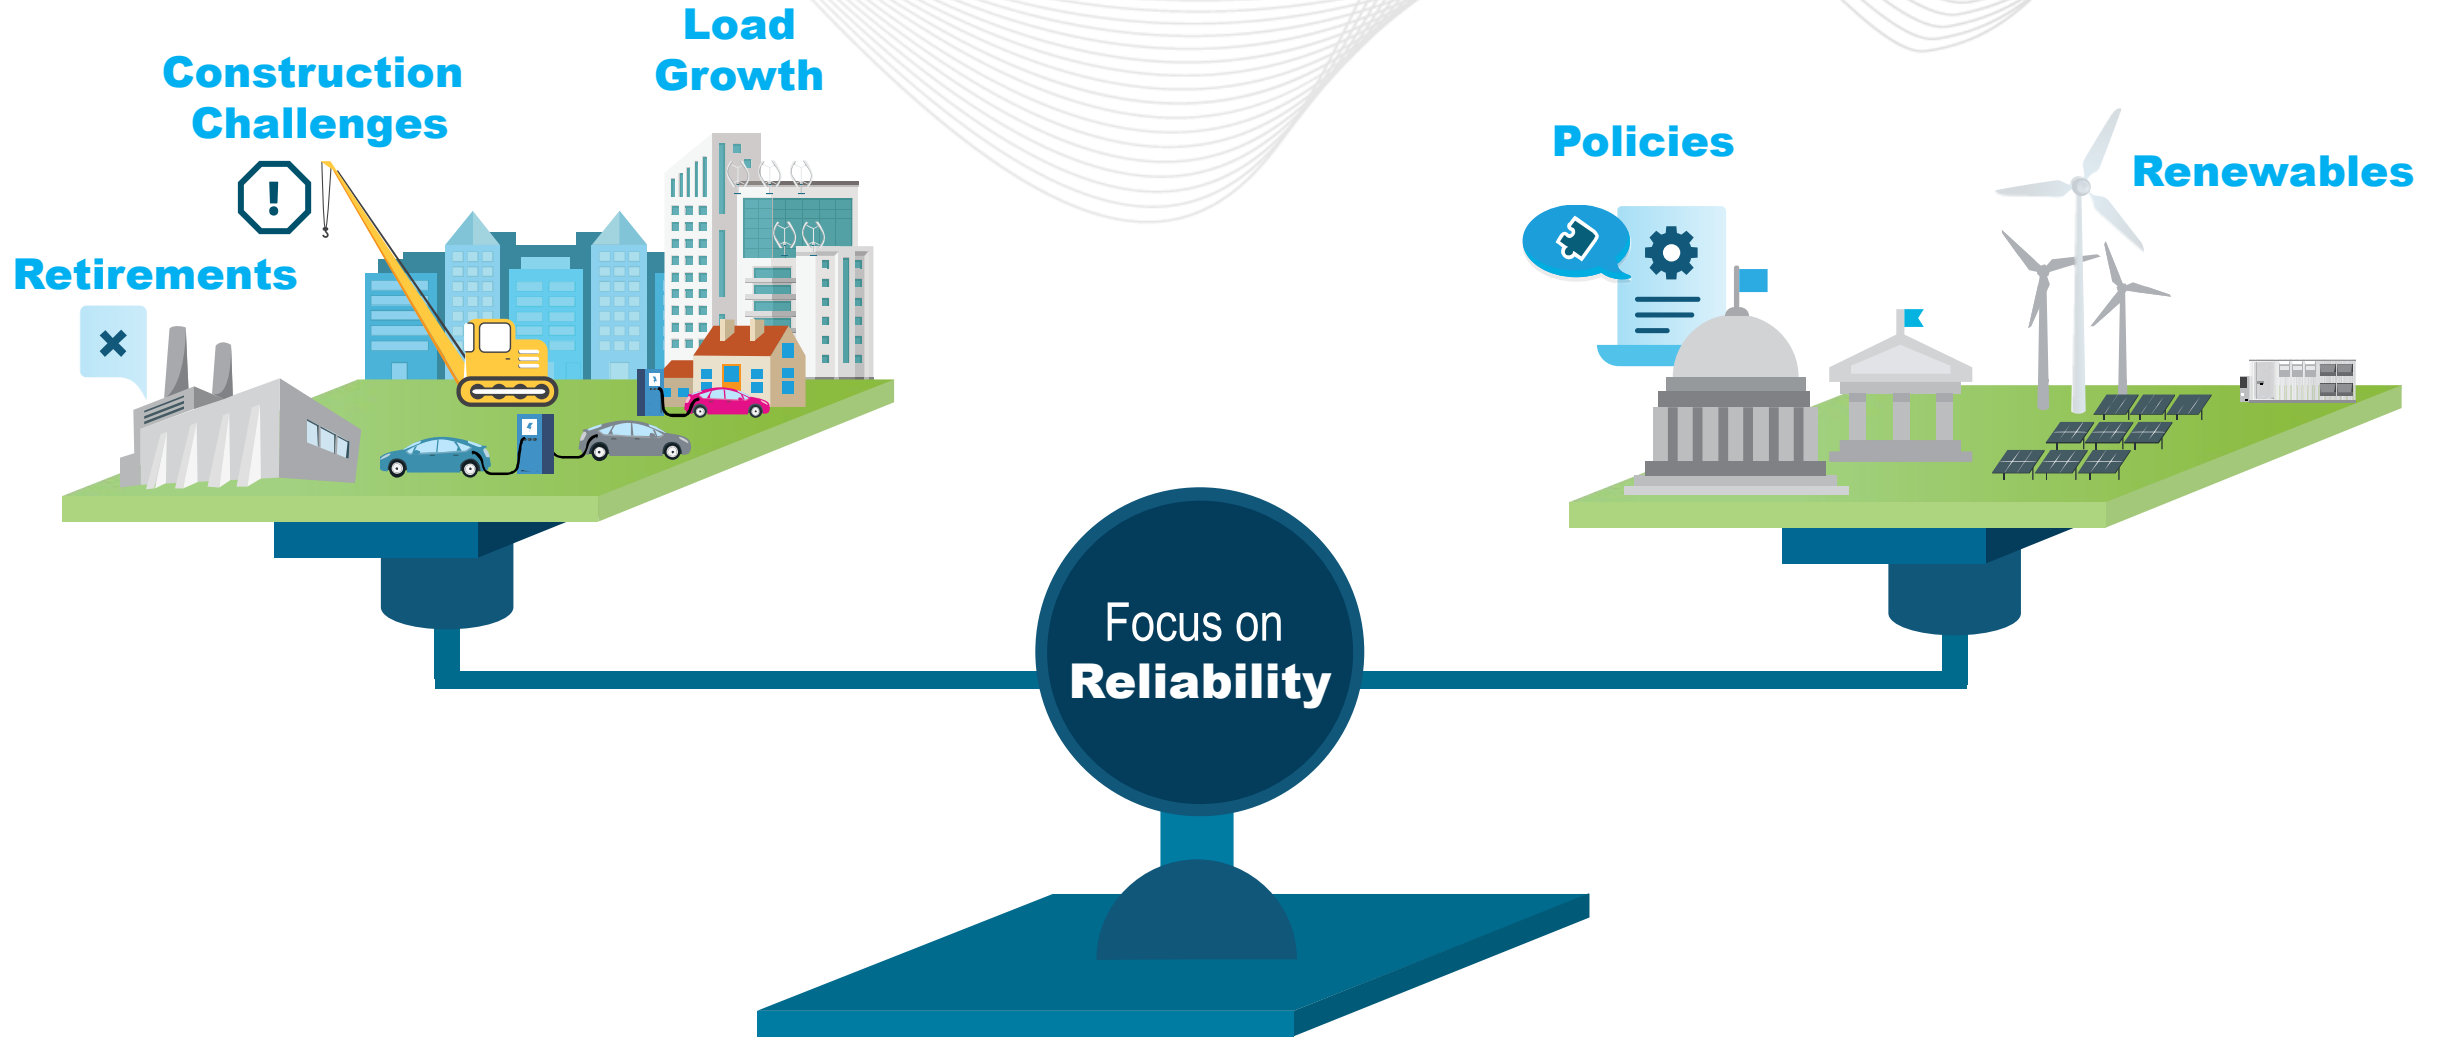 Load
Growth
Construction
Challenges
!
Retirements
Policies
Renewables
Focus on
Reliability